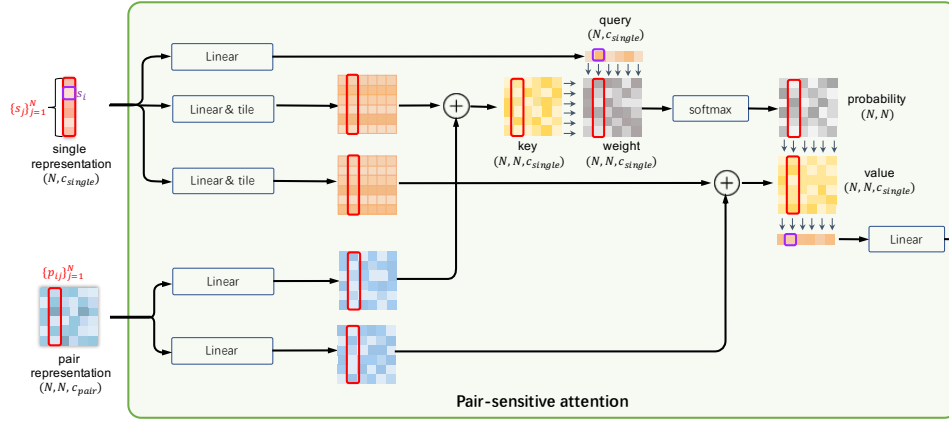 query
(N, c_single)
Linear
{s_j}_{j=1}^N
s_i
Linear & tile
+
key
(N, N, c_single)
weight
(N, N, c_single)
softmax
probability
(N, N)
single
representation
(N, c_single)
Linear & tile
+
value
(N, N, c_single)
Linear
{p_ij}_{j=1}^N
Linear
Linear
pair
representation
(N, N, c_pair)
Pair-sensitive attention